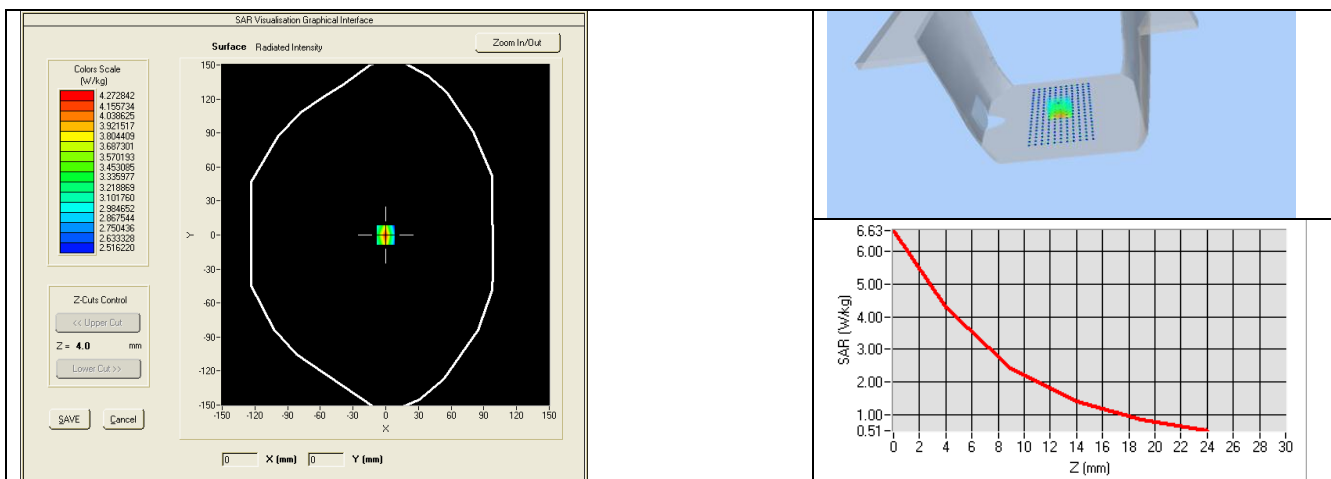 SAR Visualisation Graphical Interface
Surface Radiated Intensity
Zoom In/Out
Colors Scale
(W/kg)
4.272842
4.155734
4.038625
3.921517
3.804409
3.687301
3.570193
3.453085
3.335977
3.218869
3.101760
2.984652
2.867544
2.750436
2.633328
2.516220
Z-Cuts Control
<< Upper Cut
Z = 4.0 mm
Lower Cut >>
SAVE Cancel
150-
120-
90-
60-
30-
0-
-30-
-60-
-90-
-120-
-150-
Y
-150 -120 -90 -60 -30 0 30 60 90 120 150
X
0 X (mm) 0 Y (mm)
6.63
6.00
5.00
4.00
3.00
2.00
1.00
0.51
SAR (W/kg)
0 2 4 6 8 10 12 14 16 18 20 22 24 26 28 30
Z (mm)